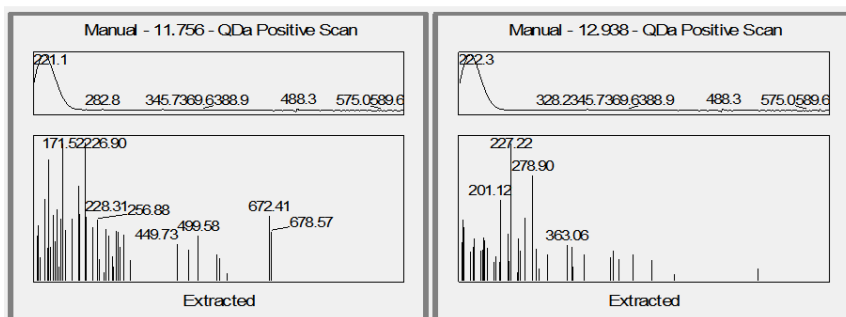 Manual - 11.756 - QDa Positive Scan
221.1
282.8 345.7369.6388.9 488.3 575.0589.6
171.52226.90
228.31 256.88 672.41
678.57
449.73 499.58
Extracted
Manual - 12.938 - QDa Positive Scan
222.3
328.2345.7369.6388.9 488.3 575.0589.6
227.22
278.90
201.12
363.06
Extracted